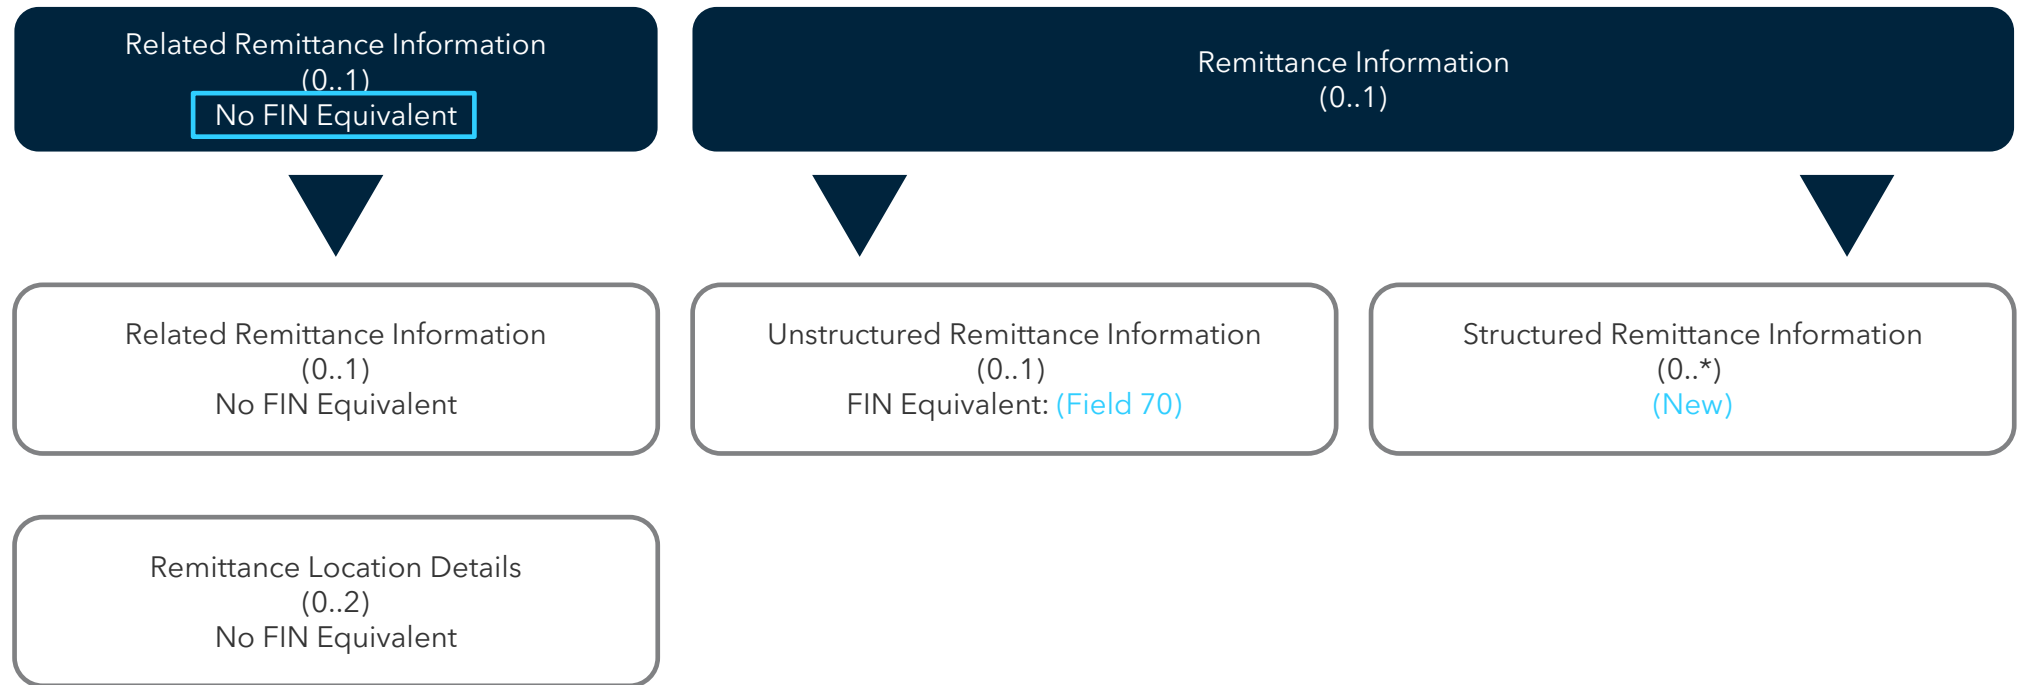 Related Remittance Information
(0..1)
No FIN Equivalent
Remittance Information
(0..1)
Related Remittance Information
(0..1)
No FIN Equivalent
Unstructured Remittance Information
(0..1)
FIN Equivalent: (Field 70)
Structured Remittance Information
(0..*)
(New)
Remittance Location Details
(0..2)
No FIN Equivalent